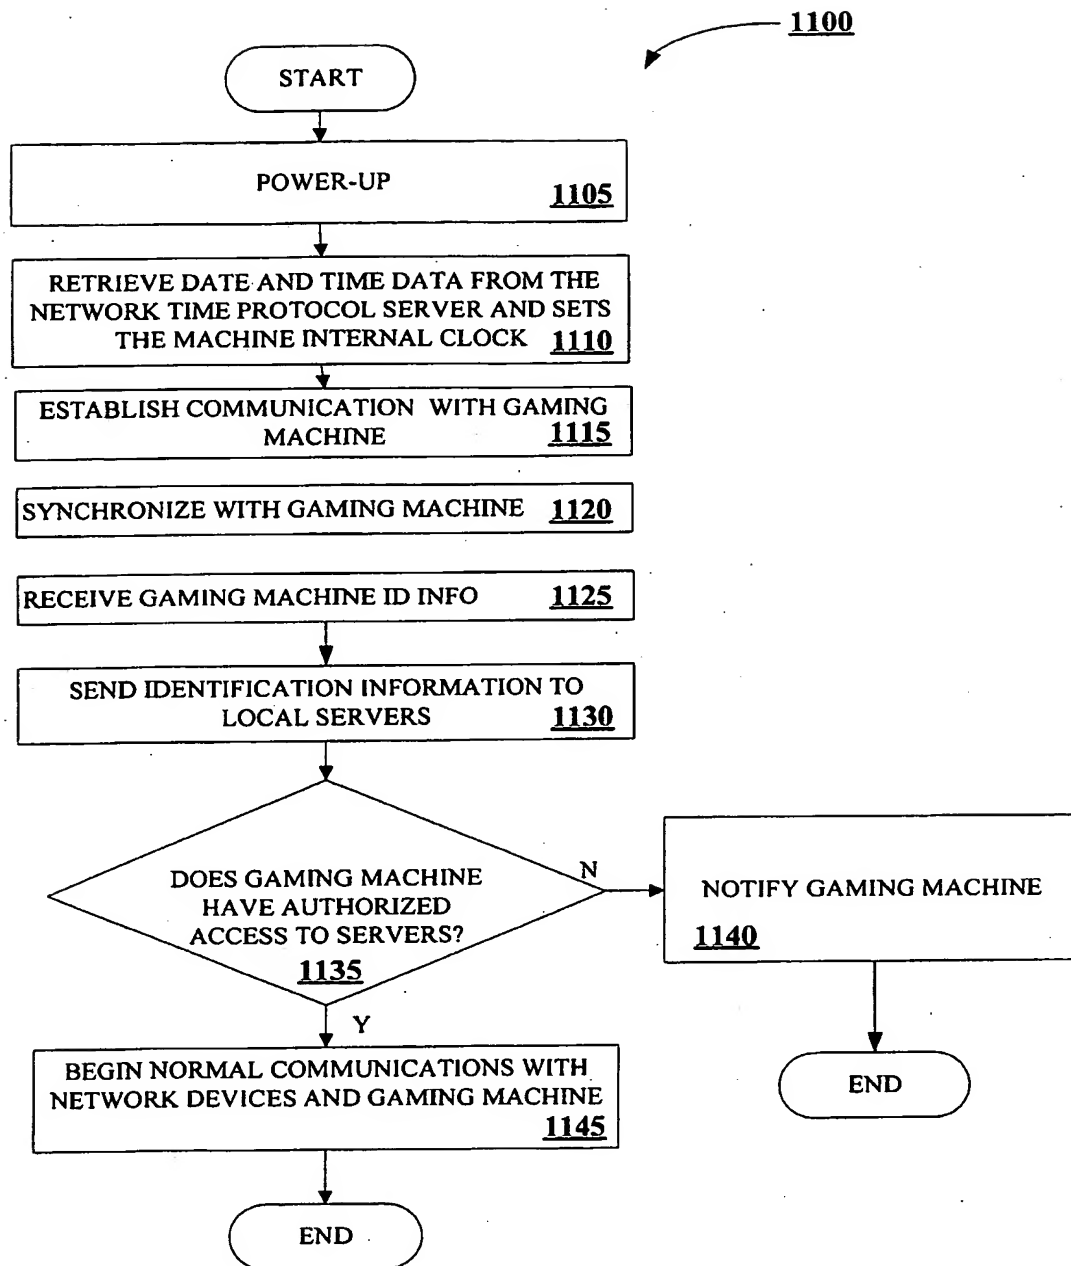 1100
START
POWER-UP
1105
RETRIEVE DATE AND TIME DATA FROM THE
NETWORK TIME PROTOCOL SERVER AND SETS
THE MACHINE INTERNAL CLOCK 1110
ESTABLISH COMMUNICATION WITH GAMING
MACHINE 1115
SYNCHRONIZE WITH GAMING MACHINE 1120
RECEIVE GAMING MACHINE ID INFO 1125
SEND IDENTIFICATION INFORMATION TO
LOCAL SERVERS 1130
DOES GAMING MACHINE
HAVE AUTHORIZED
ACCESS TO SERVERS?
1135
N
NOTIFY GAMING MACHINE
1140
END
Y
BEGIN NORMAL COMMUNICATIONS WITH
NETWORK DEVICES AND GAMING MACHINE
1145
END